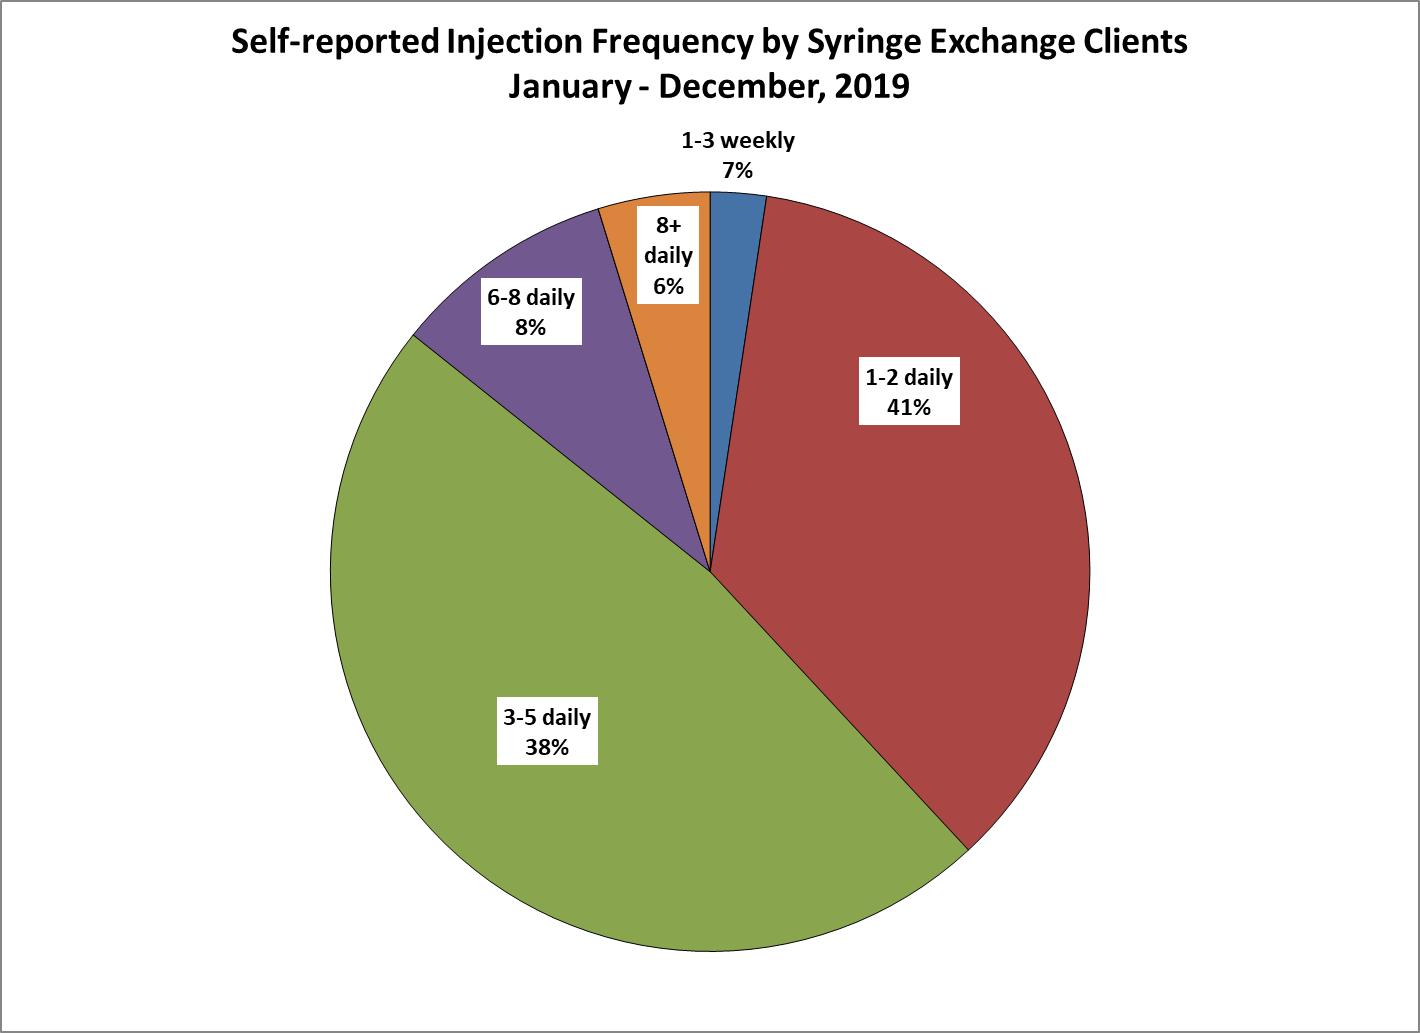 Self-reported Injection Frequency by Syringe Exchange Clients
January - December, 2019
1-3 weekly
7%
8+
daily
6%
6-8 daily
8%
1-2 daily
41%
3-5 daily
38%